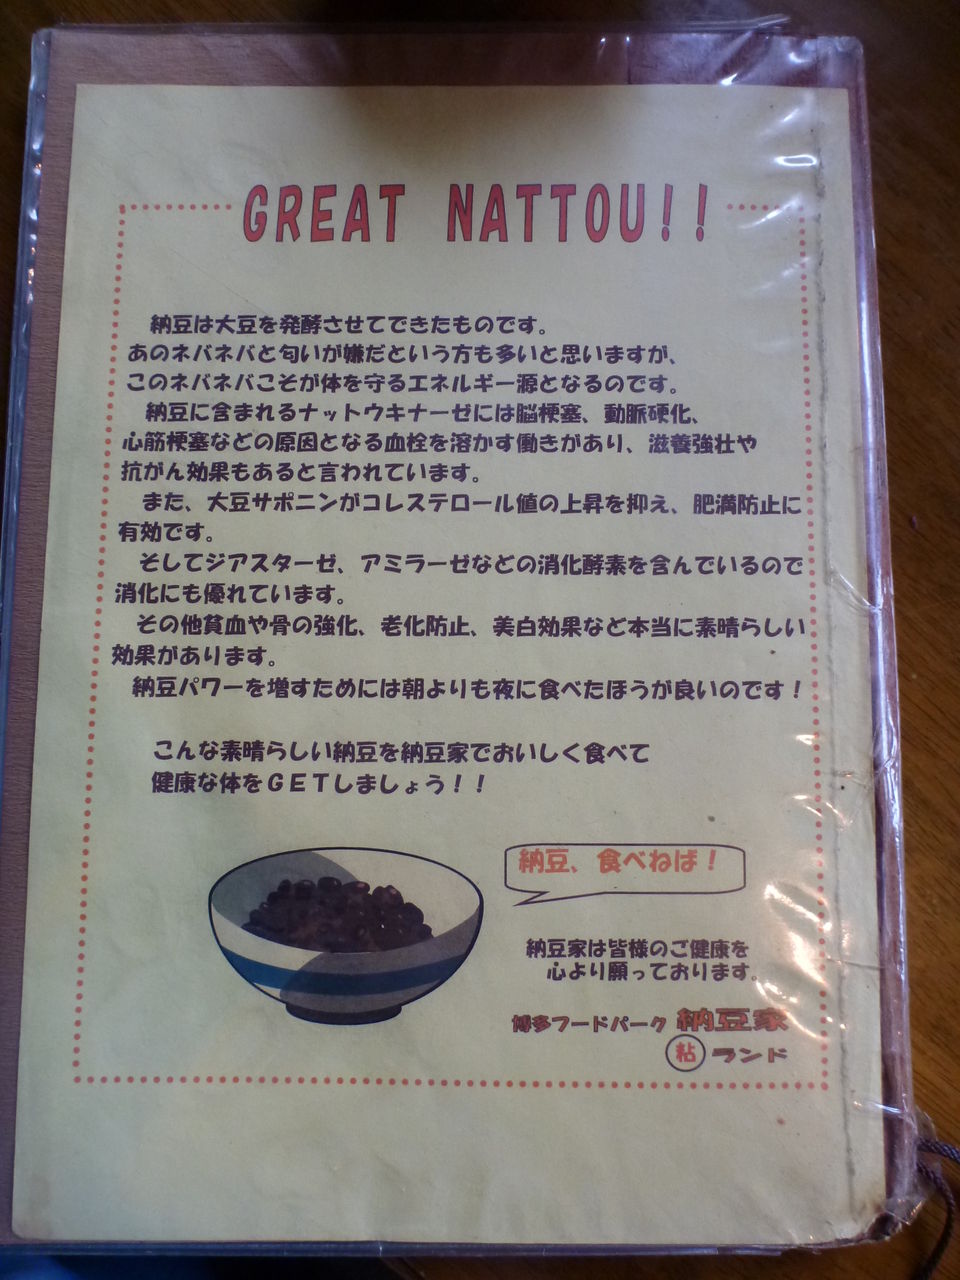 GREAT NATTOU!!
納豆は大豆を発酵させてできたものです。
あのネバネバと匂いが嫌だという方も多いと思いますが、
このネバネバこそが体を守るエネルギー源となるのです。
納豆に含まれるナットウキナーゼには脳梗塞、動脈硬化、
心筋梗塞などの原因となる血栓を溶かす働きがあり、滋養強壮や
抗がん効果もあると言われています。
また、大豆サポニンがコレステロール値の上昇を抑え、肥満防止に
有効です。
そしてジアスターゼ、アミラーゼなどの消化酵素を含んでいるので
消化にも優れています。
その他貧血や骨の強化、老化防止、美白効果など本当に素晴らしい
効果があります。
納豆パワーを増すためには朝よりも夜に食べたほうが良いのです！
こんな素晴らしい納豆を納豆家でおいしく食べて
健康な体をＧＥＴしましょう！！
納豆、食べねば！
納豆家は皆様のご健康を
心より願っております。
博多フードパーク 納豆家
粘ランド